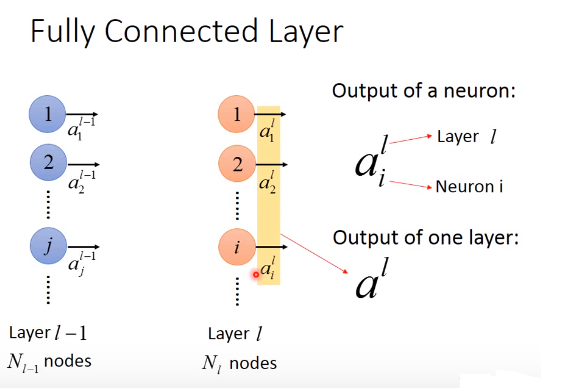 Fully Connected Layer
1
a_1^{l-1}
2
a_2^{l-1}
......
j
a_j^{l-1}
......
Layer l − 1
N_{l-1} nodes
1
a_1^l
2
a_2^l
......
i
a_i^l
......
Layer l
N_l nodes
Output of a neuron:
a_i^l
Layer l
Neuron i
Output of one layer:
a^l